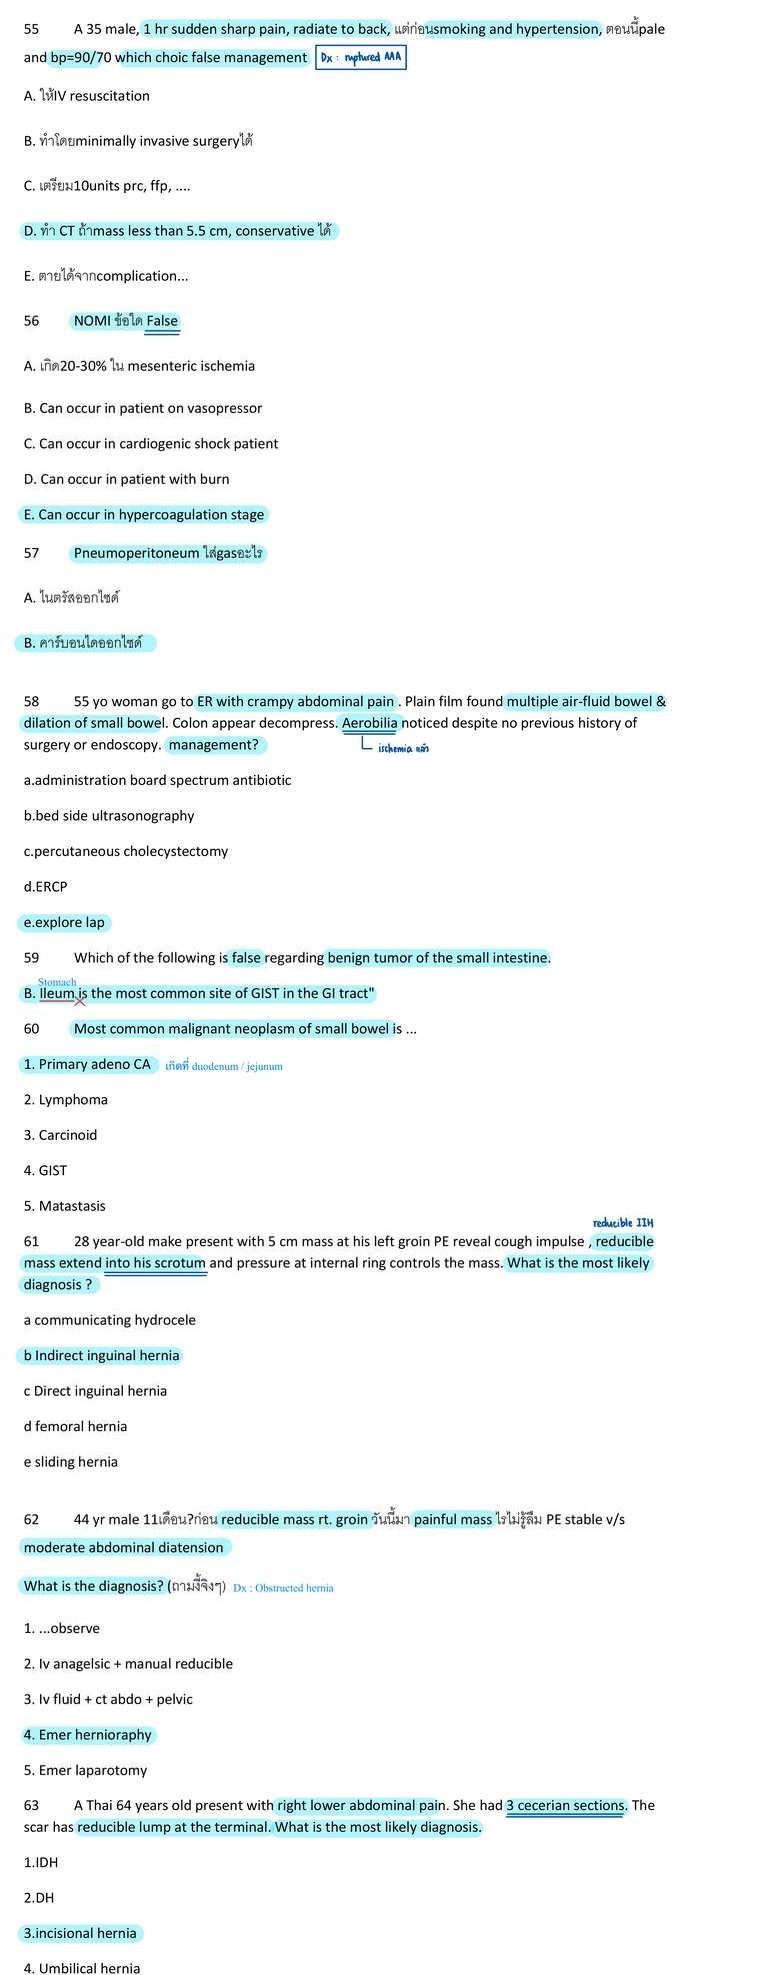 55 A 35 male, 1 hr sudden sharp pain, radiate to back, แต่ก่อนsmoking and hypertension, ตอนนี้pale
and bp=90/70 which choic false management Dx : ruptured AAA
A. ให้IV resuscitation
B. ทำโดยminimally invasive surgeryได้
C. เตรียม10units prc, ffp, ....
D. ทำ CT ถ้าmass less than 5.5 cm, conservative ได้
E. ตายได้จากcomplication...
56 NOMI ข้อใด False
A. เกิด20-30% ใน mesenteric ischemia
B. Can occur in patient on vasopressor
C. Can occur in cardiogenic shock patient
D. Can occur in patient with burn
E. Can occur in hypercoagulation stage
57 Pneumoperitoneum ใส่gasอะไร
A. ไนตรัสออกไซด์
B. คาร์บอนไดออกไซด์
58 55 yo woman go to ER with crampy abdominal pain . Plain film found multiple air-fluid bowel &
dilation of small bowel. Colon appear decompress. Aerobilia noticed despite no previous history of
surgery or endoscopy. management?
ischemia แล้ว
a.administration board spectrum antibiotic
b.bed side ultrasonography
c.percutaneous cholecystectomy
d.ERCP
e.explore lap
59 Which of the following is false regarding benign tumor of the small intestine.
Stomach
B. Ileum is the most common site of GIST in the GI tract"
60 Most common malignant neoplasm of small bowel is ...
1. Primary adeno CA เกิดที่ duodenum / jejunum
2. Lymphoma
3. Carcinoid
4. GIST
5. Matastasis
reducible IIH
61 28 year-old make present with 5 cm mass at his left groin PE reveal cough impulse , reducible
mass extend into his scrotum and pressure at internal ring controls the mass. What is the most likely
diagnosis ?
a communicating hydrocele
b Indirect inguinal hernia
c Direct inguinal hernia
d femoral hernia
e sliding hernia
62 44 yr male 11เดือน?ก่อน reducible mass rt. groin วันนี้มา painful mass ไรไม่รู้ลืม PE stable v/s
moderate abdominal diatension
What is the diagnosis? (ถามงี้จิงๆ) Dx : Obstructed hernia
1. ...observe
2. Iv anagelsic + manual reducible
3. Iv fluid + ct abdo + pelvic
4. Emer hernioraphy
5. Emer laparotomy
63 A Thai 64 years old present with right lower abdominal pain. She had 3 cecerian sections. The
scar has reducible lump at the terminal. What is the most likely diagnosis.
1.IDH
2.DH
3.incisional hernia
4. Umbilical hernia